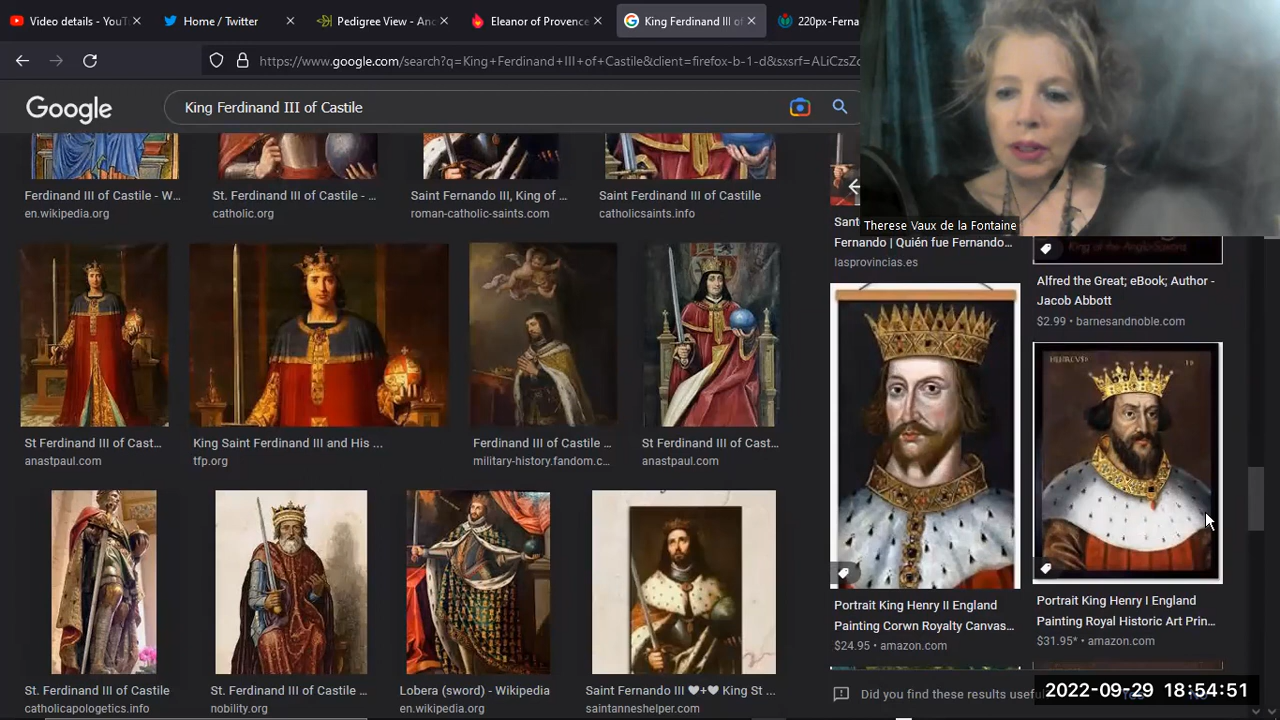 Video details - YouT
Home / Twitter
Pedigree View - Anc
Eleanor of Provence
King Ferdinand III of
220px-Ferna
https://www.google.com/search?q=King+Ferdinand+III+of+Castile&client=firefox-b-1-d&sxsrf=ALiCzsZc
Google
King Ferdinand III of Castile
Therese Vaux de la Fontaine
Ferdinand III of Castile - W...
en.wikipedia.org
St. Ferdinand III of Castile - ...
catholic.org
Saint Fernando III, King of ...
roman-catholic-saints.com
Saint Ferdinand III of Castille
catholicsaints.info
Sant
Fernando | Quién fue Fernando...
lasprovincias.es
King of the AngloSaxons
Alfred the Great; eBook; Author -
Jacob Abbott
$2.99 • barnesandnoble.com
St Ferdinand III of Cast...
anastpaul.com
King Saint Ferdinand III and His ...
tfp.org
Ferdinand III of Castile ...
military-history.fandom.c...
St Ferdinand III of Cast...
anastpaul.com
Portrait King Henry II England
Painting Corwn Royalty Canvas...
$24.95 • amazon.com
Portrait King Henry I England
Painting Royal Historic Art Prin...
$31.95* • amazon.com
St. Ferdinand III of Castile
catholicapologetics.info
St. Ferdinand III of Castile ...
nobility.org
Lobera (sword) - Wikipedia
en.wikipedia.org
Saint Fernando III ♥+♥ King St ...
saintanneshelper.com
Did you find these results useful
2022-09-29 18:54:51